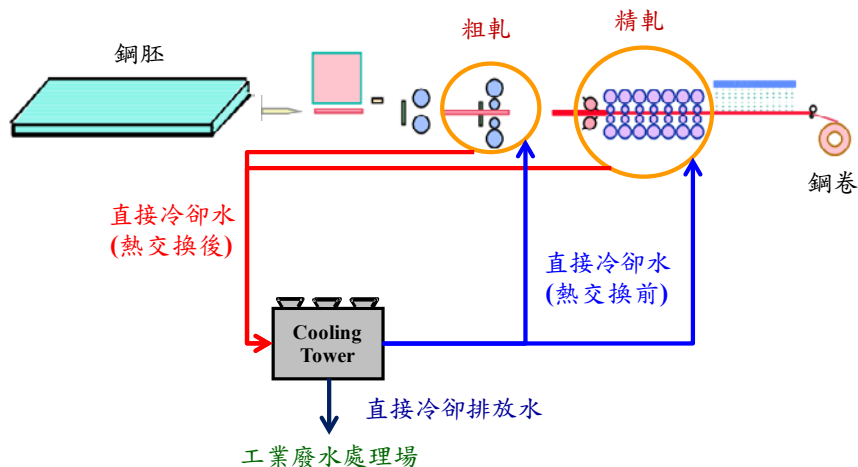 粗軋
精軋
鋼胚
鋼卷
直接冷卻水
(熱交換後)
直接冷卻水
(熱交換前)
Cooling
Tower
直接冷卻排放水
工業廢水處理場